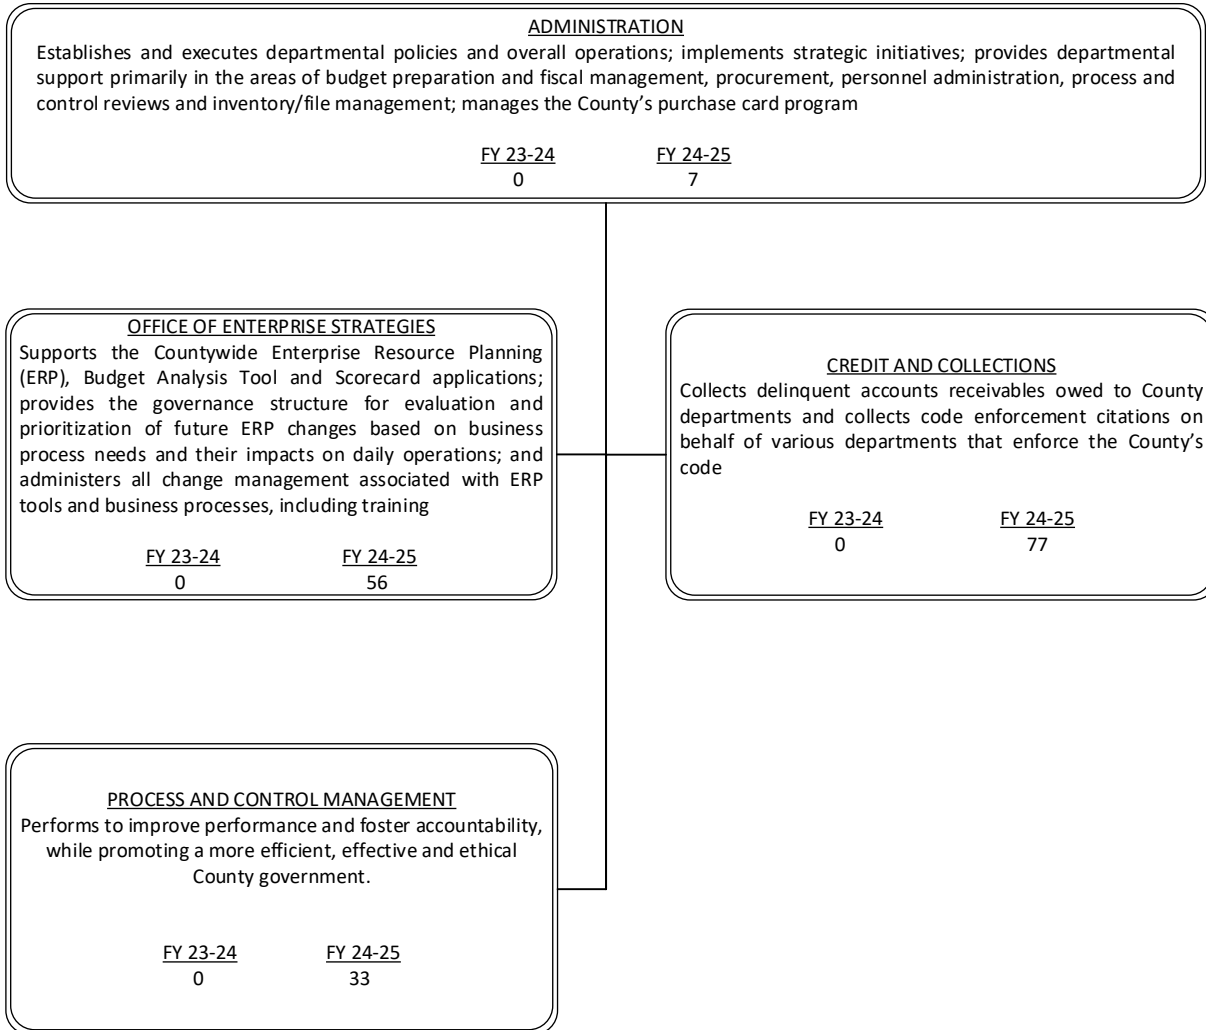 ADMINISTRATION
Establishes and executes departmental policies and overall operations; implements strategic initiatives; provides departmental
support primarily in the areas of budget preparation and fiscal management, procurement, personnel administration, process and
control reviews and inventory/file management; manages the County’s purchase card program
FY 23-24 FY 24-25
0 7
OFFICE OF ENTERPRISE STRATEGIES
Supports the Countywide Enterprise Resource Planning
(ERP), Budget Analysis Tool and Scorecard applications;
provides the governance structure for evaluation and
prioritization of future ERP changes based on business
process needs and their impacts on daily operations; and
administers all change management associated with ERP
tools and business processes, including training
FY 23-24 FY 24-25
0 56
CREDIT AND COLLECTIONS
Collects delinquent accounts receivables owed to County
departments and collects code enforcement citations on
behalf of various departments that enforce the County’s
code
FY 23-24 FY 24-25
0 77
PROCESS AND CONTROL MANAGEMENT
Performs to improve performance and foster accountability,
while promoting a more efficient, effective and ethical
County government.
FY 23-24 FY 24-25
0 33